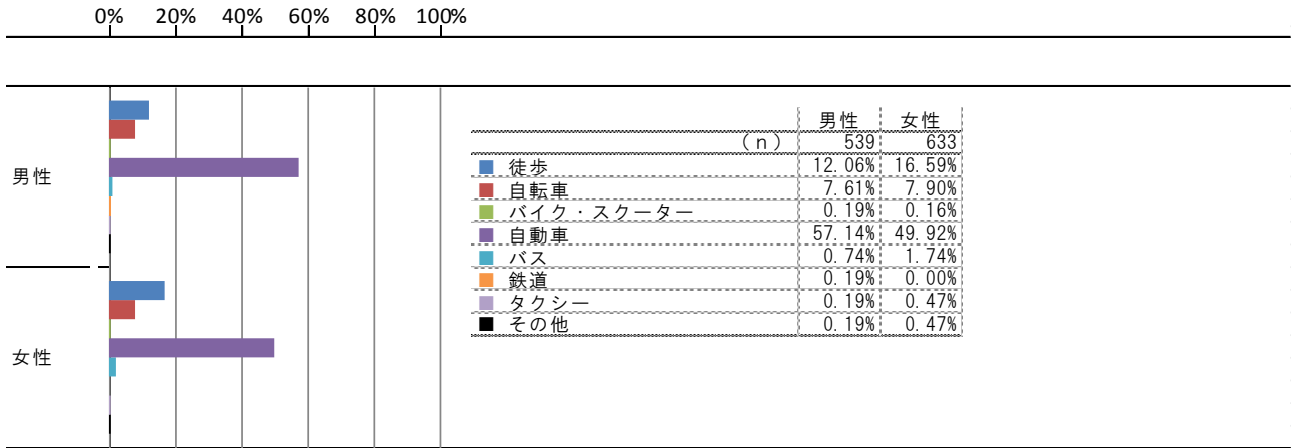 0% 20% 40% 60% 80% 100%
男性
女性
男性 女性
(n) 539 633
徒歩 12.06% 16.59%
自転車 7.61% 7.90%
バイク・スクーター 0.19% 0.16%
自動車 57.14% 49.92%
バス 0.74% 1.74%
鉄道 0.19% 0.00%
タクシー 0.19% 0.47%
その他 0.19% 0.47%